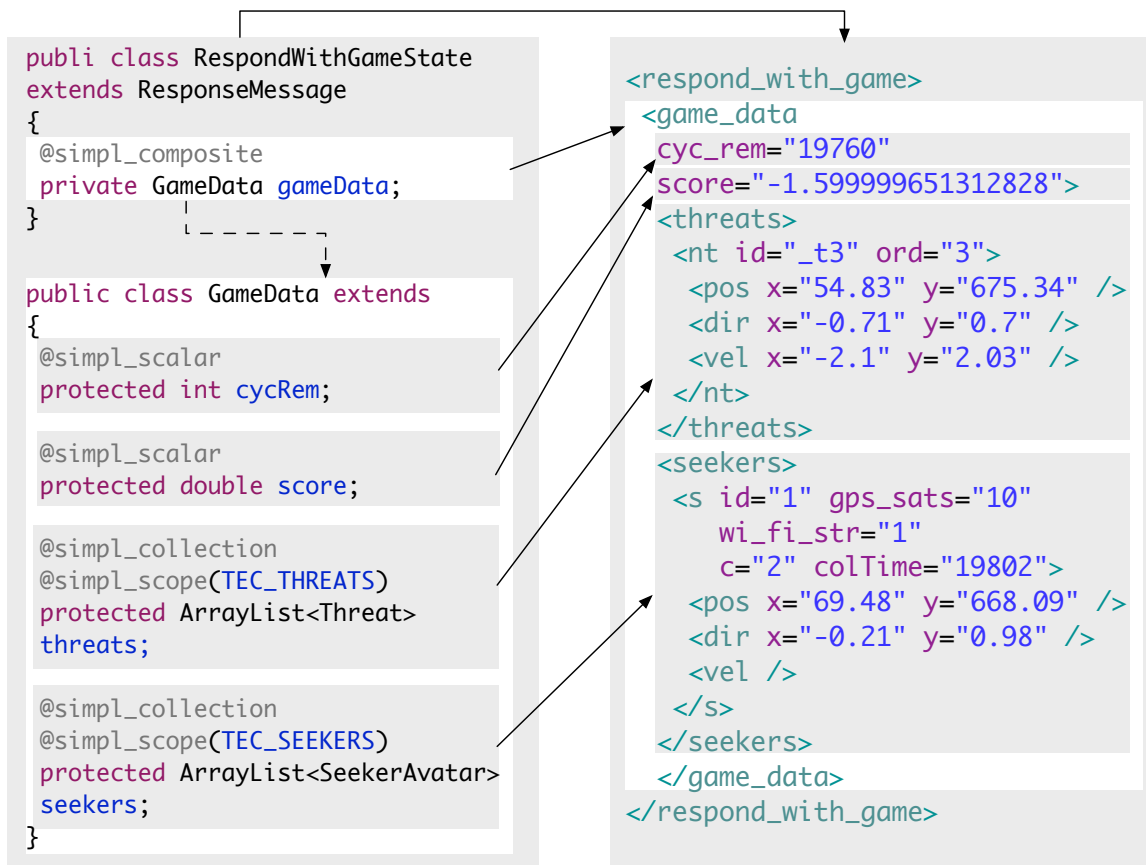 publi class RespondWithGameState
extends ResponseMessage
{
@simpl_composite
private GameData gameData;
}
public class GameData extends
{
@simpl_scalar
protected int cycRem;
@simpl_scalar
protected double score;
@simpl_collection
@simpl_scope(TEC_THREATS)
protected ArrayList<Threat>
threats;
@simpl_collection
@simpl_scope(TEC_SEEKERS)
protected ArrayList<SeekerAvatar>
seekers;
}
<respond_with_game>
<game_data
cyc_rem="19760"
score="-1.599999651312828">
<threats>
<nt id="_t3" ord="3">
<pos x="54.83" y="675.34" />
<dir x="-0.71" y="0.7" />
<vel x="-2.1" y="2.03" />
</nt>
</threats>
<seekers>
<s id="1" gps_sats="10"
wi_fi_str="1"
c="2" colTime="19802">
<pos x="69.48" y="668.09" />
<dir x="-0.21" y="0.98" />
<vel />
</s>
</seekers>
</game_data>
</respond_with_game>